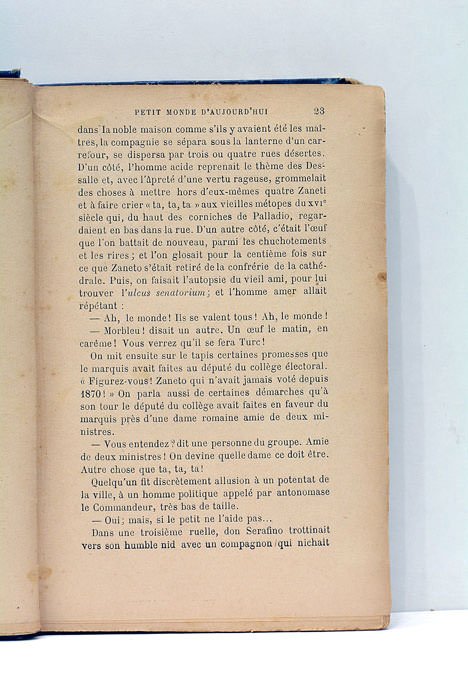 PETIT MONDE D'AUJOURD'HUI 23
dans la noble maison comme s'ils y avaient été les maî-
tres, la compagnie se sépara sous la lanterne d'un car-
refour, se dispersa par trois ou quatre rues désertes.
D'un côté, l'homme acide reprenait le thème des Des-
salle et, avec l'âpreté d'une vertu rageuse, grommelait
des choses à mettre hors d'eux-mêmes quatre Zaneti
et à faire crier « ta, ta, ta » aux vieilles métopes du XVIe
siècle qui, du haut des corniches de Palladio, regar-
daient en bas dans la rue. D'un autre côté, c'était l'œuf
que l'on battait de nouveau, parmi les chuchotements
et les rires ; et l'on glosait pour la centième fois sur
ce que Zaneto s'était retiré de la confrérie de la cathé-
drale. Puis, on faisait l'autopsie du vieil ami, pour lui
trouver l'ulcus senatorium ; et l'homme amer allait
répétant :
— Ah, le monde! Ils se valent tous! Ah, le monde!
— Morbleu! disait un autre. Un œuf le matin, en
carême! Vous verrez qu'il se fera Turc!
On mit ensuite sur le tapis certaines promesses que
le marquis avait faites au député du collège électoral.
« Figurez-vous! Zaneto qui n'avait jamais voté depuis
1870! » On parla aussi de certaines démarches qu'à
son tour le député du collège avait faites en faveur du
marquis près d'une dame romaine amie de deux mi-
nistres.
— Vous entendez? dit une personne du groupe. Amie
de deux ministres! On devine quelle dame ce doit être.
Autre chose que ta, ta, ta!
Quelqu'un fit discrètement allusion à un potentat de
la ville, à un homme politique appelé par antonomase
le Commandeur, très bas de taille.
— Oui; mais, si le petit ne l'aide pas...
Dans une troisième ruelle, don Serafino trottinait
vers son humble nid avec un compagnon qui nichait